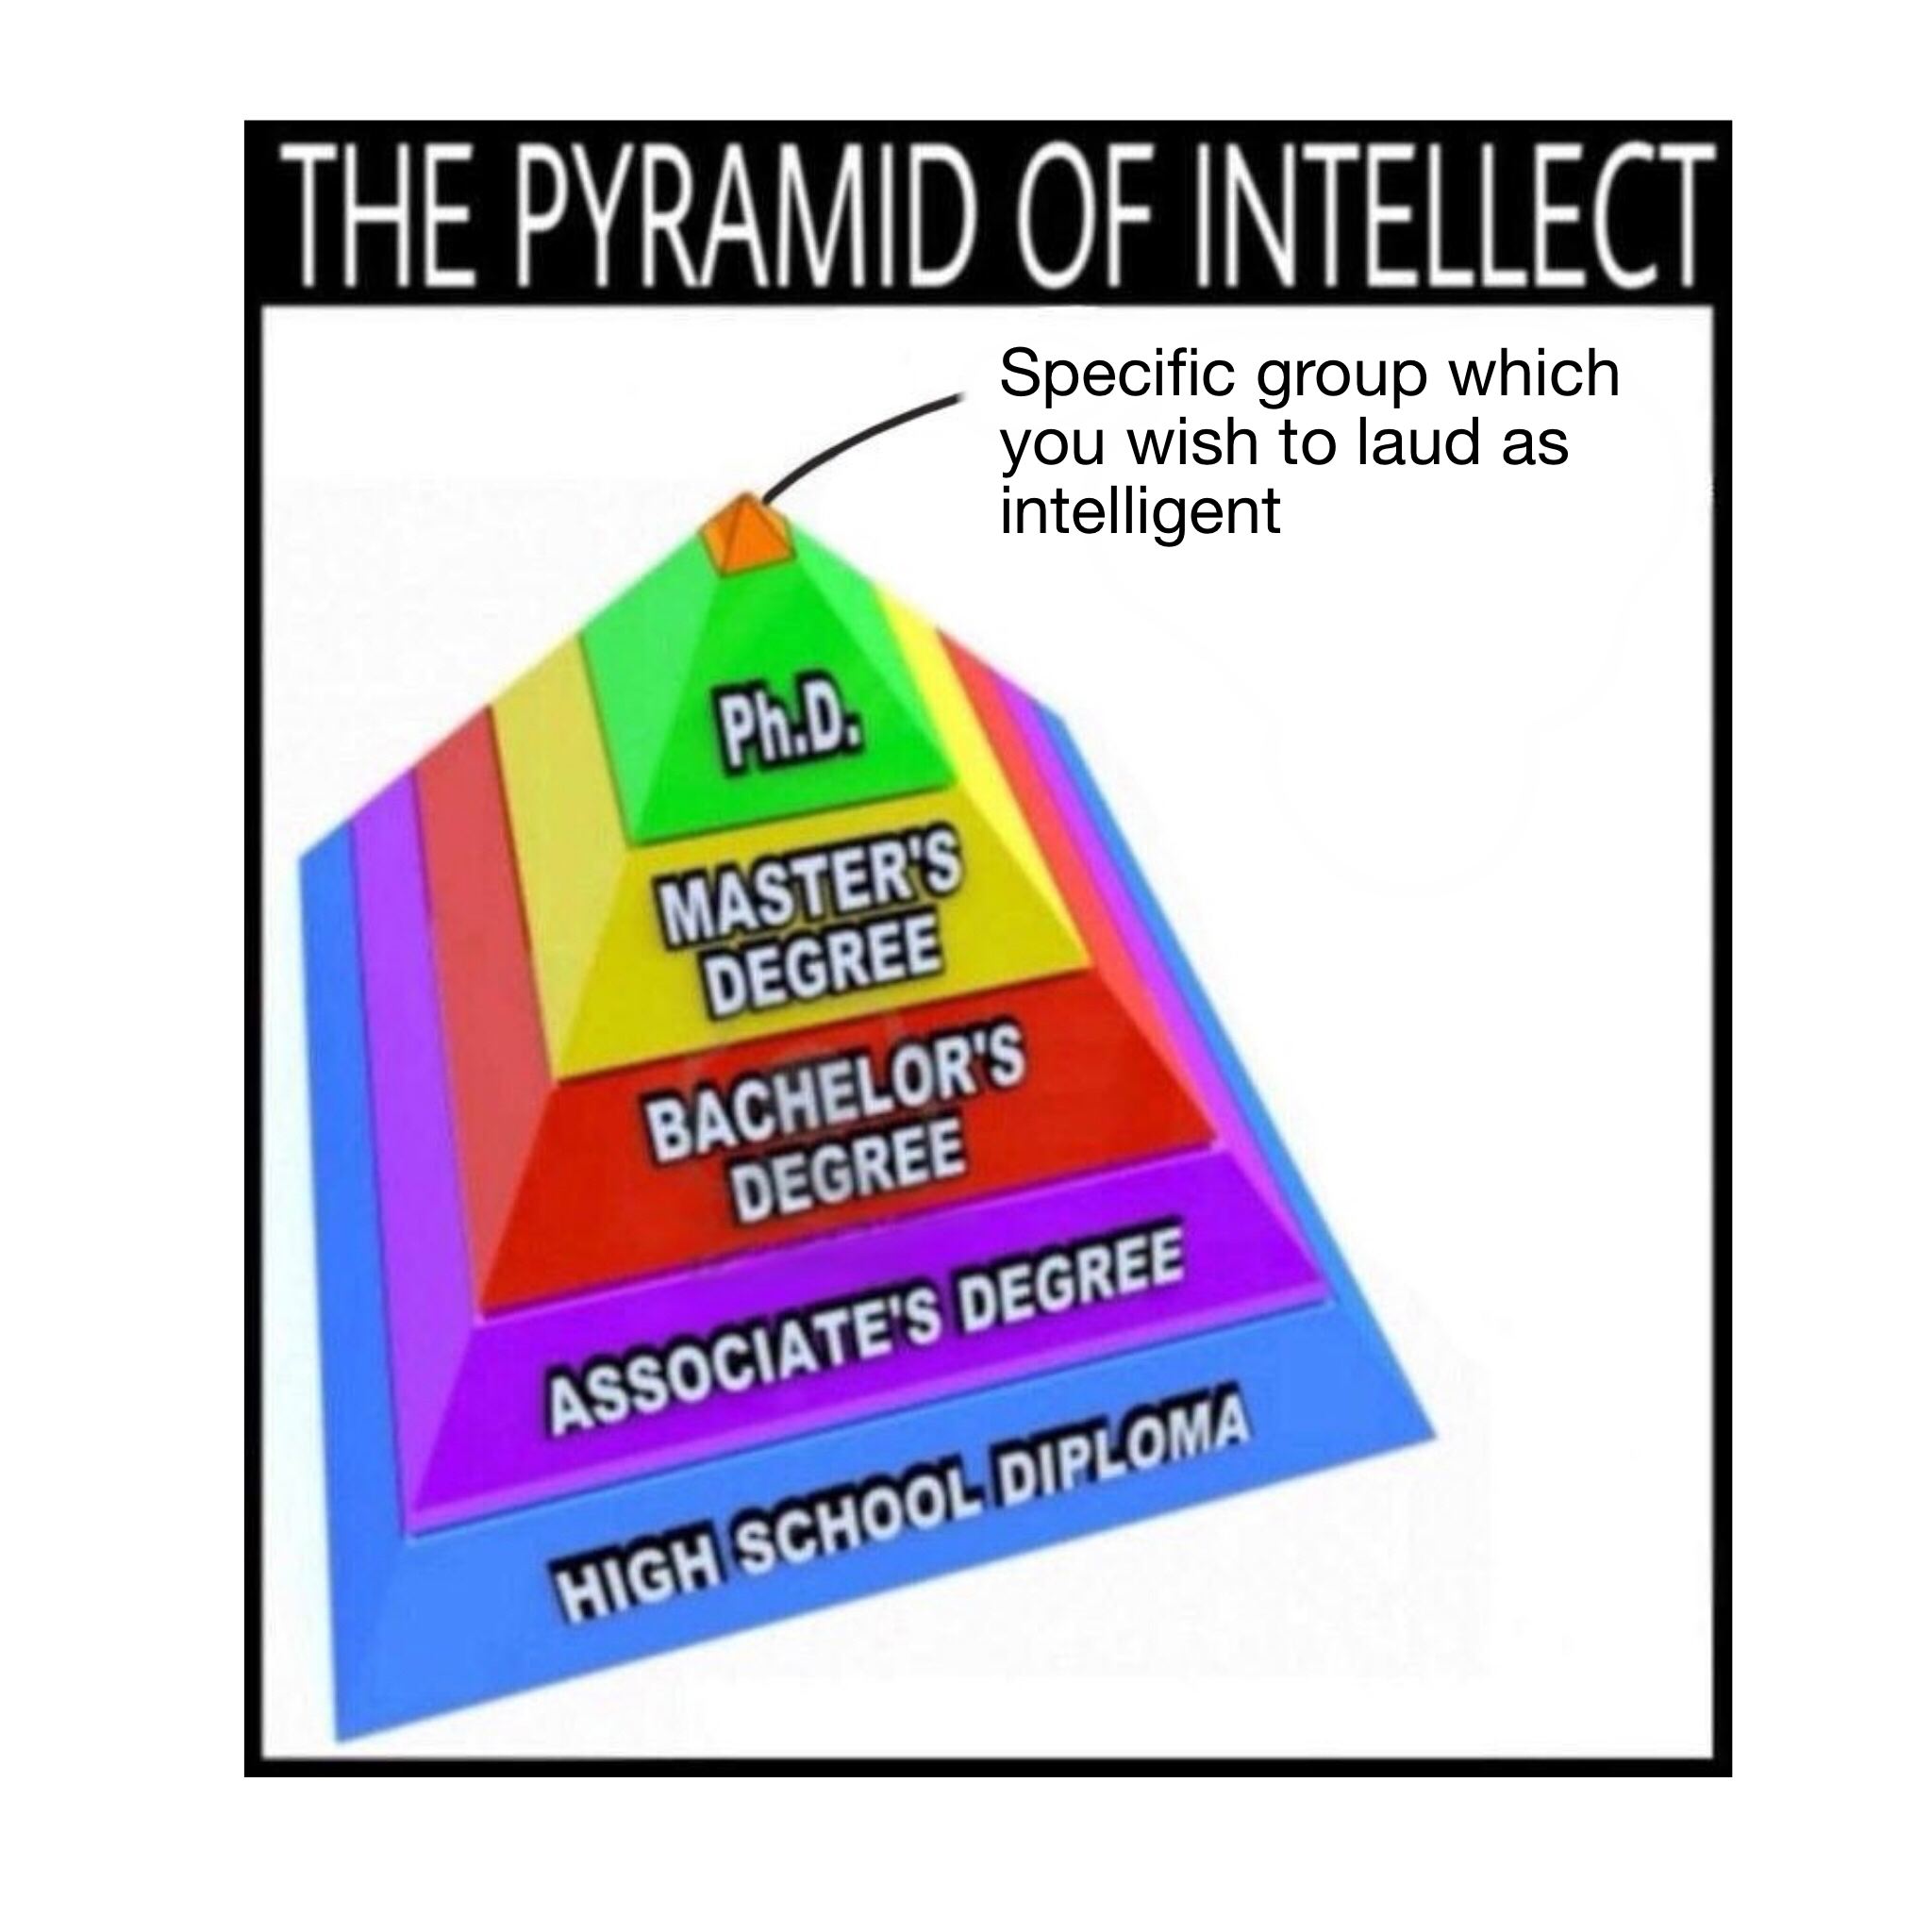 THE PYRAMID OF INTELLECT
Specific group which
you wish to laud as
intelligent
Ph.D.
MASTER'S
DEGREE
BACHELOR'S
DEGREE
ASSOCIATE'S DEGREE
HIGH SCHOOL DIPLOMA